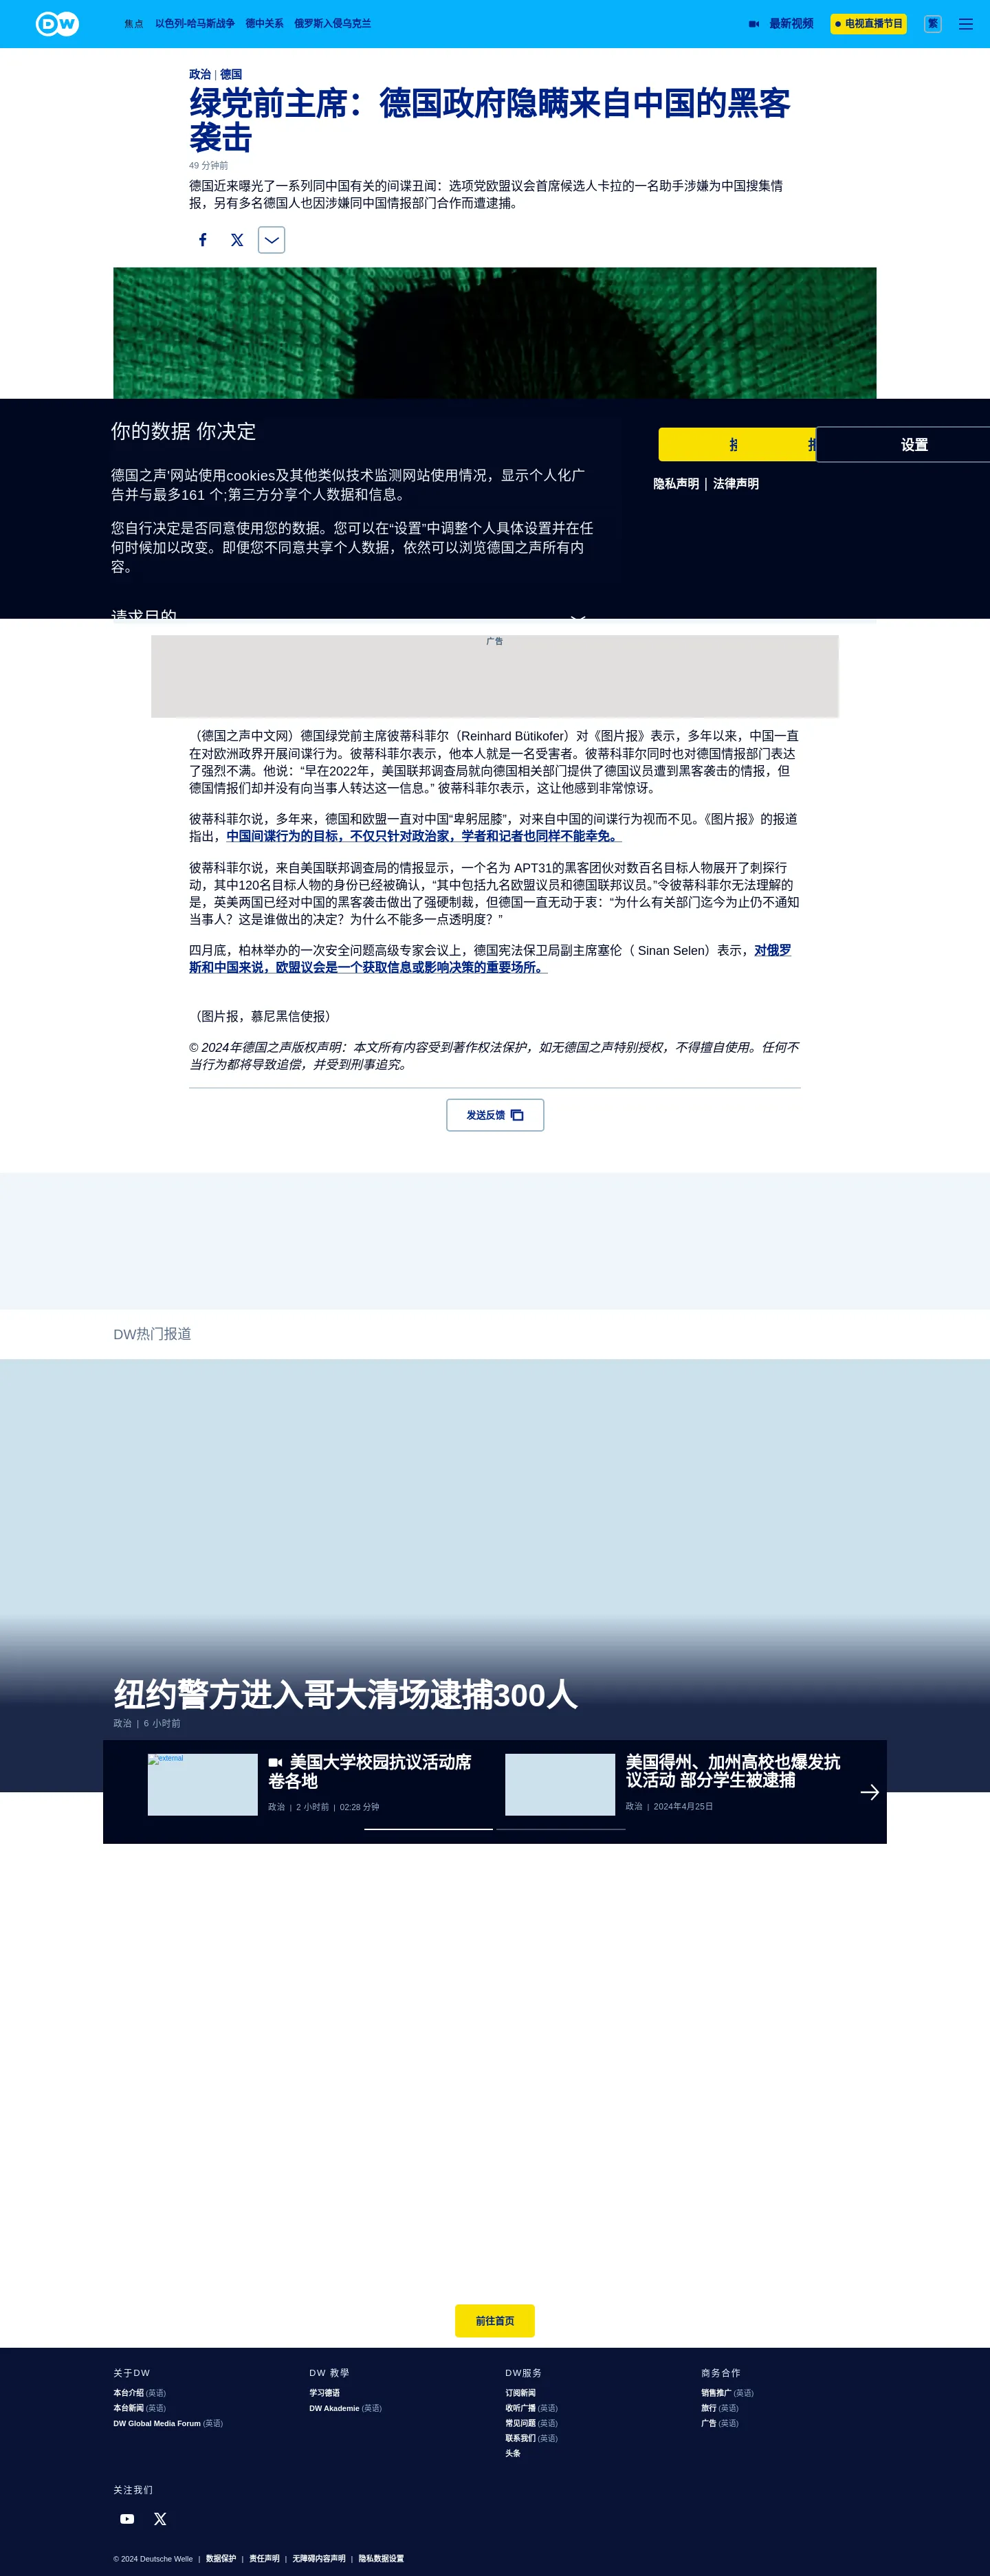 DW
焦点 以色列-哈马斯战争 德中关系 俄罗斯入侵乌克兰 最新视频 电视直播节目 繁
政治 | 德国
绿党前主席：德国政府隐瞒来自中国的黑客
袭击
49 分钟前
德国近来曝光了一系列同中国有关的间谍丑闻：选项党欧盟议会首席候选人卡拉的一名助手涉嫌为中国搜集情
报，另有多名德国人也因涉嫌同中国情报部门合作而遭逮捕。
你的数据 你决定
设置
德国之声'网站使用cookies及其他类似技术监测网站使用情况，显示个人化广
告并与最多161 个;第三方分享个人数据和信息。
隐私声明 | 法律声明
您自行决定是否同意使用您的数据。您可以在“设置”中调整个人具体设置并在任
何时候加以改变。即便您不同意共享个人数据，依然可以浏览德国之声所有内
容。
请求目的
广告
（德国之声中文网）德国绿党前主席彼蒂科菲尔（Reinhard Bütikofer）对《图片报》表示，多年以来，中国一直
在对欧洲政界开展间谍行为。彼蒂科菲尔表示，他本人就是一名受害者。彼蒂科菲尔同时也对德国情报部门表达
了强烈不满。他说：“早在2022年，美国联邦调查局就向德国相关部门提供了德国议员遭到黑客袭击的情报，但
德国情报们却并没有向当事人转达这一信息。” 彼蒂科菲尔表示，这让他感到非常惊讶。
彼蒂科菲尔说，多年来，德国和欧盟一直对中国“卑躬屈膝”，对来自中国的间谍行为视而不见。《图片报》的报道
指出，中国间谍行为的目标，不仅只针对政治家，学者和记者也同样不能幸免。
彼蒂科菲尔说，来自美国联邦调查局的情报显示，一个名为 APT31的黑客团伙对数百名目标人物展开了刺探行
动，其中120名目标人物的身份已经被确认，“其中包括九名欧盟议员和德国联邦议员。”令彼蒂科菲尔无法理解的
是，英美两国已经对中国的黑客袭击做出了强硬制裁，但德国一直无动于衷：“为什么有关部门迄今为止仍不通知
当事人？这是谁做出的决定？为什么不能多一点透明度？”
四月底，柏林举办的一次安全问题高级专家会议上，德国宪法保卫局副主席塞伦（ Sinan Selen）表示，对俄罗
斯和中国来说，欧盟议会是一个获取信息或影响决策的重要场所。
（图片报，慕尼黑信使报）
© 2024年德国之声版权声明：本文所有内容受到著作权法保护，如无德国之声特别授权，不得擅自使用。任何不
当行为都将导致追偿，并受到刑事追究。
发送反馈
DW热门报道
纽约警方进入哥大清场逮捕300人
政治 | 6 小时前
external
美国大学校园抗议活动席
卷各地
政治 | 2 小时前 | 02:28 分钟
美国得州、加州高校也爆发抗
议活动 部分学生被逮捕
政治 | 2024年4月25日
前往首页
关于DW
本台介绍 (英语)
本台新闻 (英语)
DW Global Media Forum (英语)
DW 教學
学习德语
DW Akademie (英语)
DW服务
订阅新闻
收听广播 (英语)
常见问题 (英语)
联系我们 (英语)
头条
商务合作
销售推广 (英语)
旅行 (英语)
广告 (英语)
关注我们
© 2024 Deutsche Welle | 数据保护 | 责任声明 | 无障碍内容声明 | 隐私数据设置